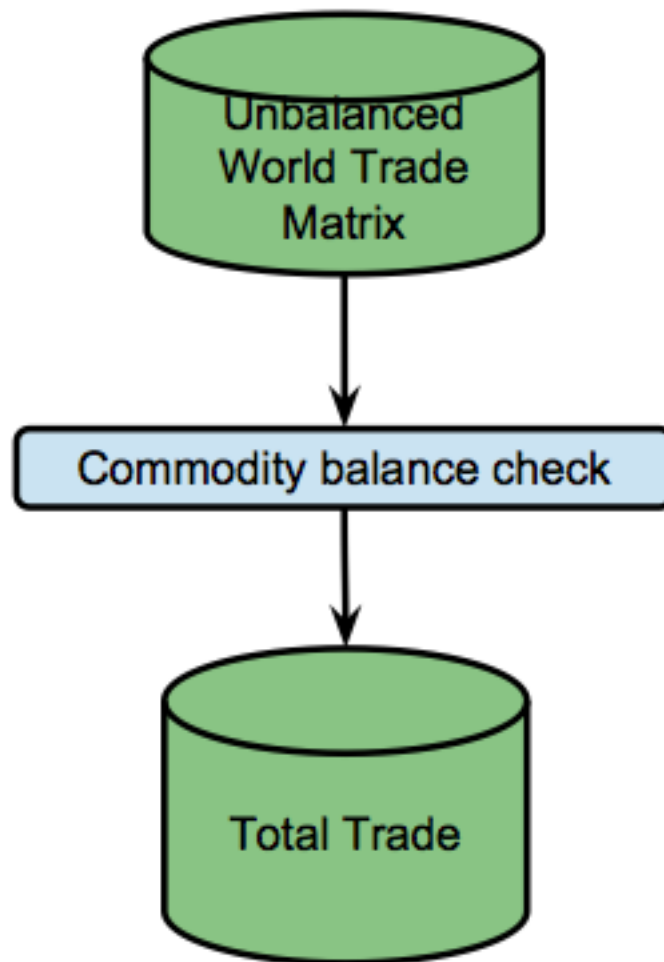 Unbalanced
World Trade
Matrix
Commodity balance check
Total Trade